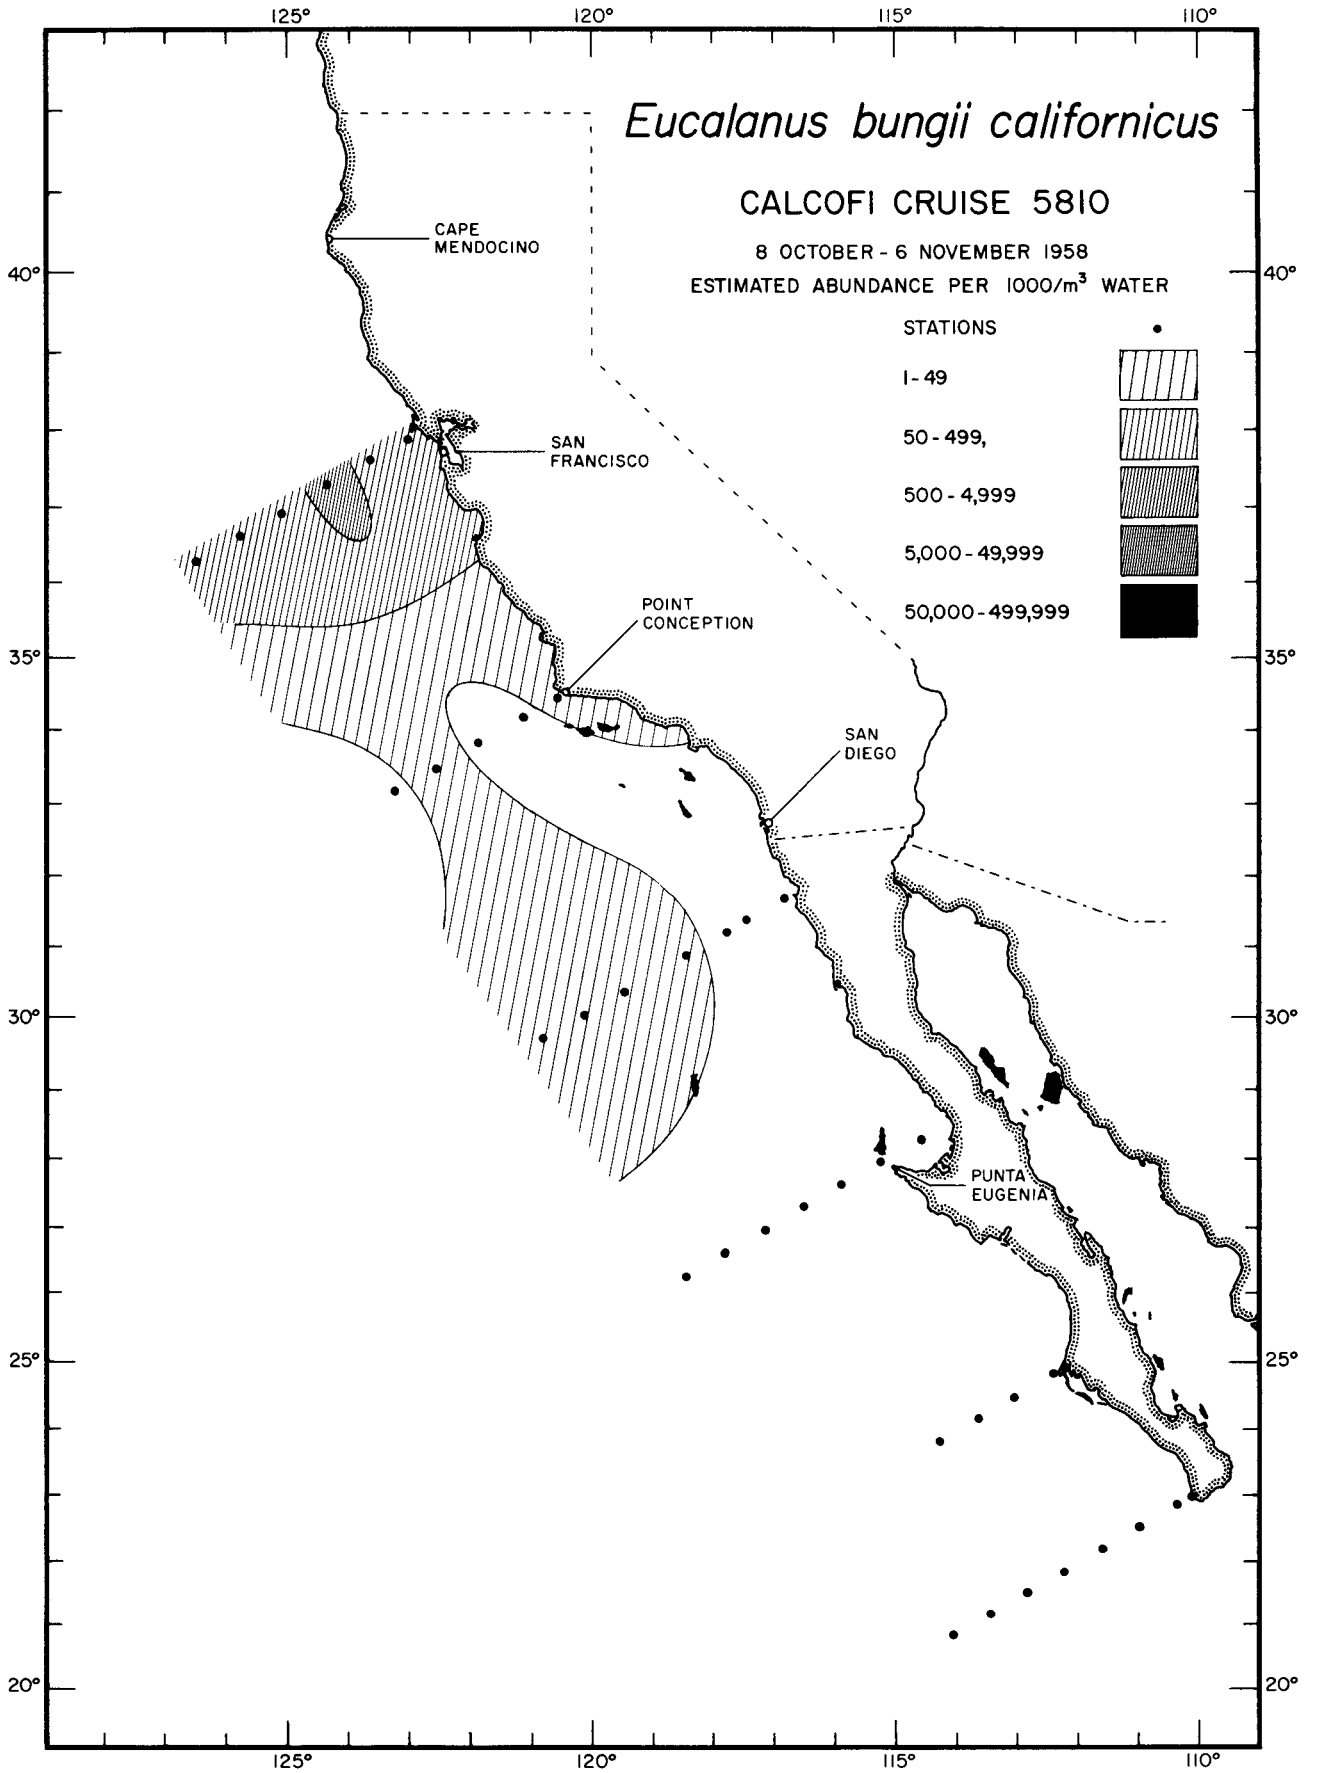 125° 120° 115° 110°
Eucalanus bungii californicus
CALCOFI CRUISE 5810
8 OCTOBER - 6 NOVEMBER 1958
ESTIMATED ABUNDANCE PER 1000/m³ WATER
STATIONS
1-49
50-499,
500-4,999
5,000-49,999
50,000-499,999
CAPE
MENDOCINO
40° 40°
SAN
FRANCISCO
POINT
CONCEPTION
35° 35°
SAN
DIEGO
30° 30°
PUNTA
EUGENIA
25° 25°
20° 20°
125° 120° 115° 110°